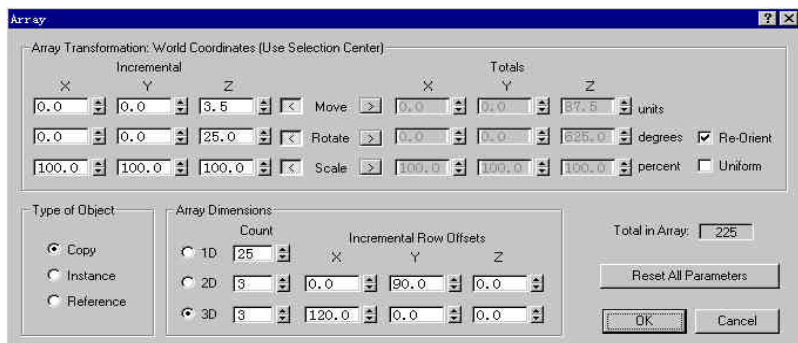 Array
Array Transformation: World Coordinates (Use Selection Center)
Incremental Totals
X Y Z X Y Z
0.0 0.0 3.5 < Move > 0.0 0.0 87.5 units
0.0 0.0 25.0 < Rotate > 0.0 0.0 625.0 degrees Re-Orient
100.0 100.0 100.0 < Scale > 100.0 100.0 100.0 percent Uniform
Type of Object
Copy
Instance
Reference
Array Dimensions
Count
Incremental Row Offsets
X Y Z
1D 25
2D 3 0.0 90.0 0.0
3D 3 120.0 0.0 0.0
Total in Array: 225
Reset All Parameters
OK Cancel